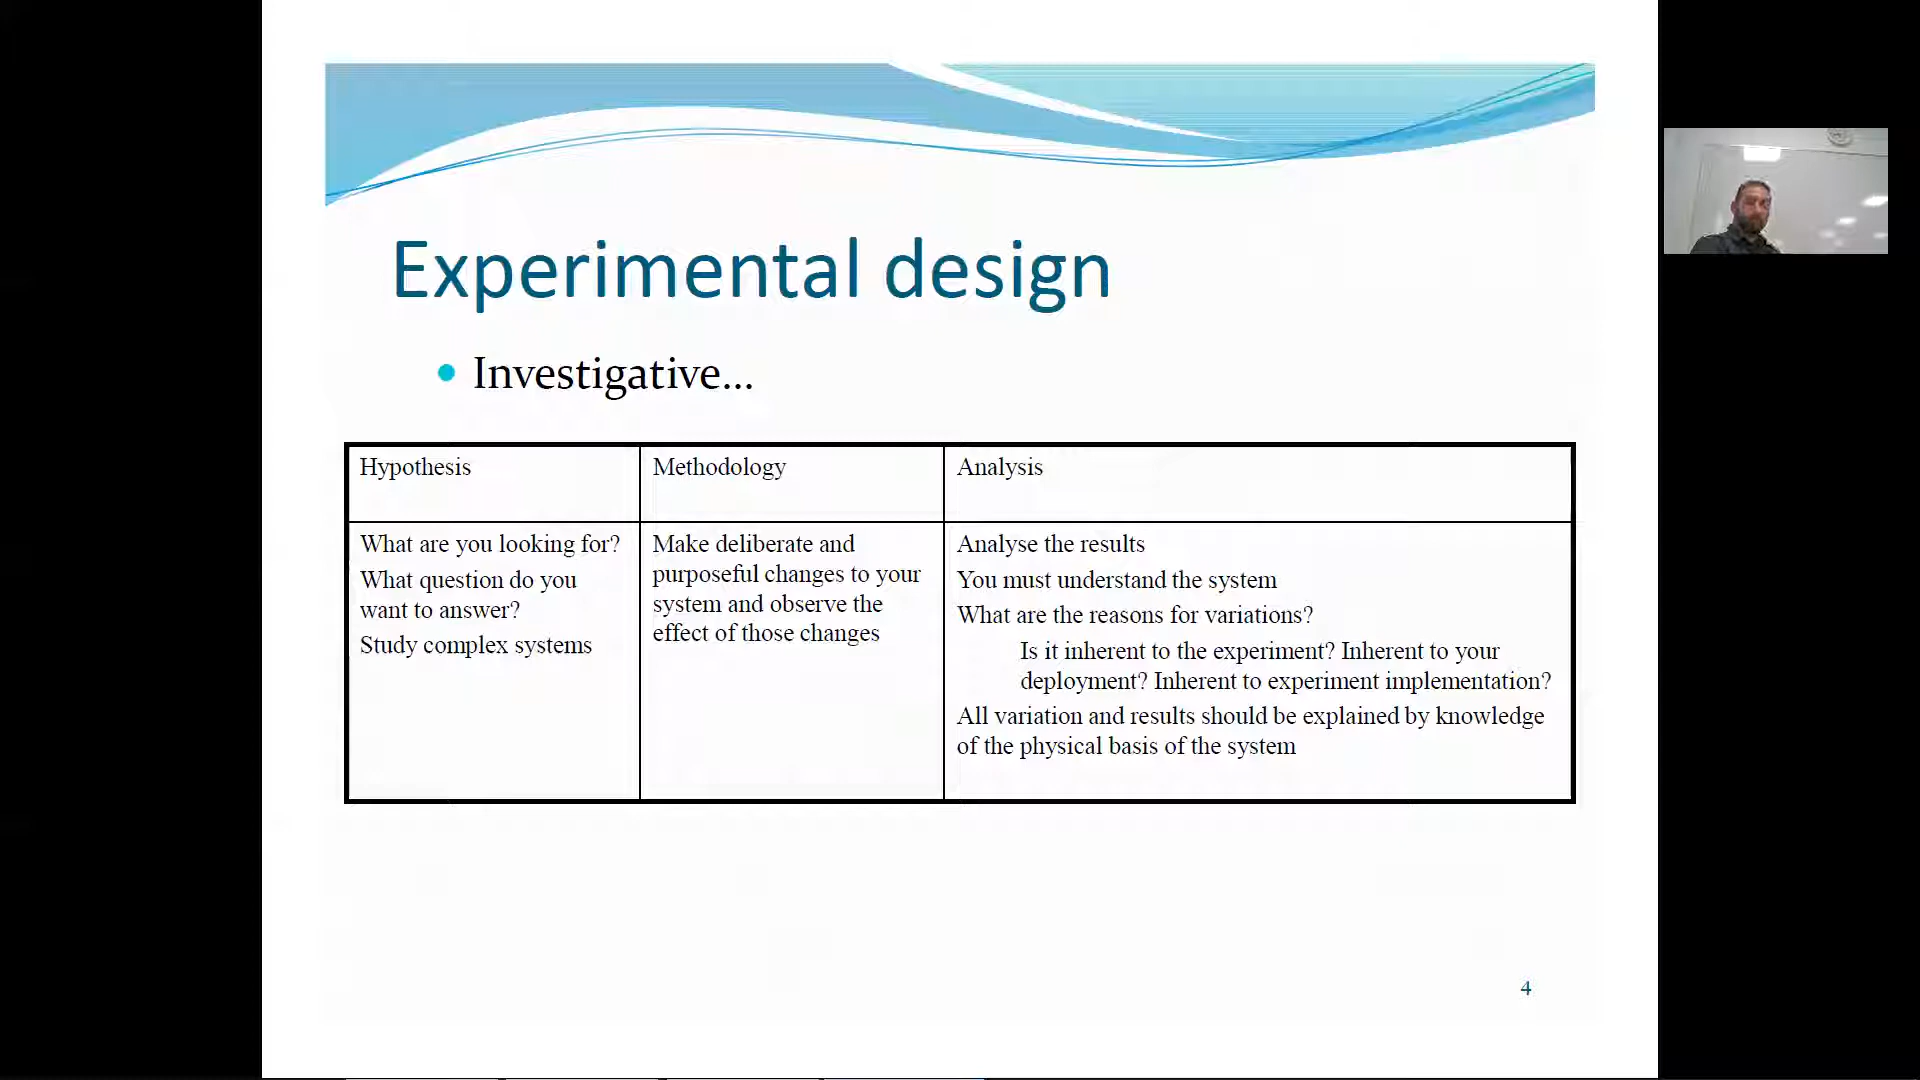 Experimental design
Investigative...
Hypothesis
Methodology
Analysis
What are you looking for?
What question do you
want to answer?
Study complex systems
Make deliberate and
purposeful changes to your
system and observe the
effect of those changes
Analyse the results
You must understand the system
What are the reasons for variations?
Is it inherent to the experiment? Inherent to your
deployment? Inherent to experiment implementation?
All variation and results should be explained by knowledge
of the physical basis of the system
4